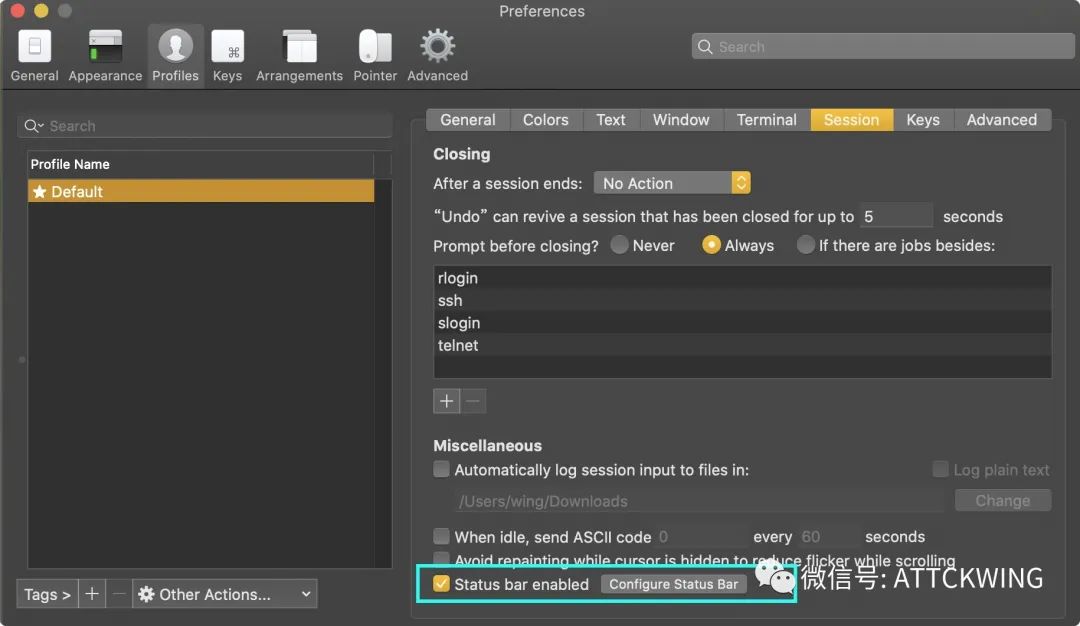 Preferences
General Appearance Profiles Keys Arrangements Pointer Advanced
Search
Search
Profile Name
Default
Tags >
Other Actions...
General Colors Text Window Terminal Session Keys Advanced
Closing
After a session ends: No Action
“Undo” can revive a session that has been closed for up to 5 seconds
Prompt before closing? Never Always If there are jobs besides:
rlogin
ssh
slogin
telnet
Miscellaneous
Automatically log session input to files in: Log plain text
/Users/wing/Downloads Change
When idle, send ASCII code 0 every 60 seconds
Avoid repainting while cursor is hidden to reduce flicker while scrolling
Status bar enabled Configure Status Bar
微信号: ATTCKWING